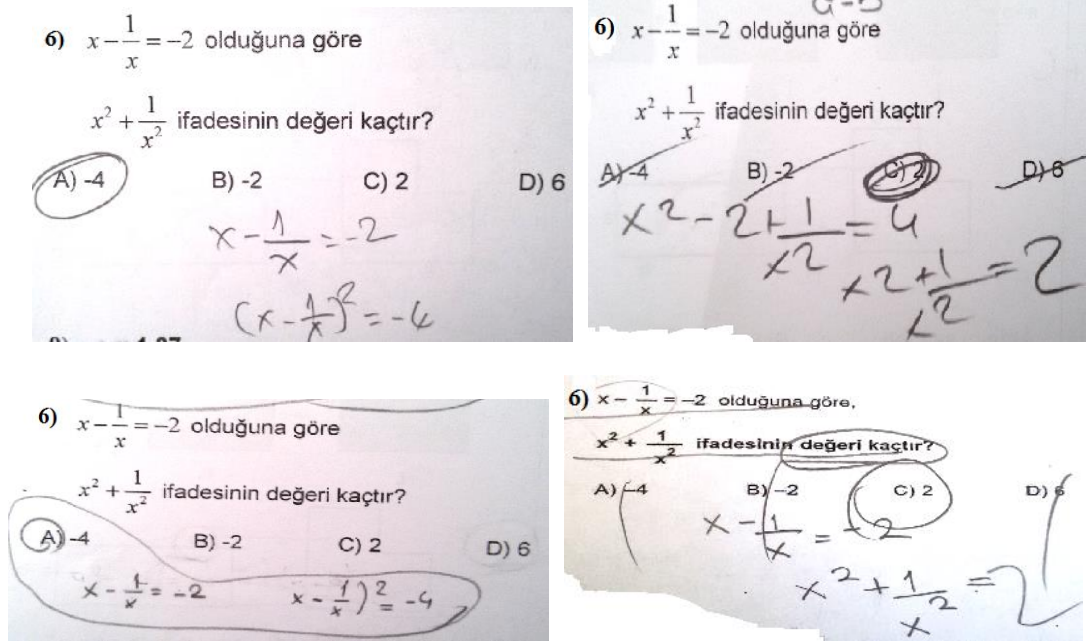 6) x - 1/x = -2 olduğuna göre
x² + 1/x² ifadesinin değeri kaçtır?
A) -4 B) -2 C) 2 D) 6
x - 1/x = -2
(x - 1/x)² = -4
6) x - 1/x = -2 olduğuna göre
x² + 1/x² ifadesinin değeri kaçtır?
A) -4 B) -2 C) 2 D) 6
x² - 2 + 1/x² = 4
x² + 1/x² = 2
6) x - 1/x = -2 olduğuna göre
x² + 1/x² ifadesinin değeri kaçtır?
A) -4 B) -2 C) 2 D) 6
x - 1/x = -2 x - 1/x)² = -4
6) x - 1/x = -2 olduğuna göre,
x² + 1/x² ifadesinin değeri kaçtır?
A) -4 B) -2 C) 2 D) 6
x - 1/x = -2
x² + 1/x² = 2